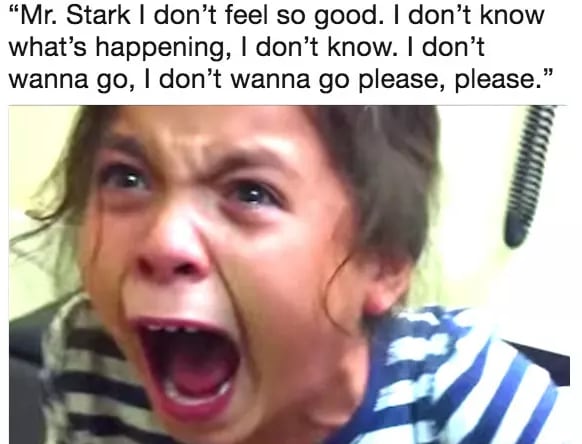 “Mr. Stark I don’t feel so good. I don’t know
what’s happening, I don’t know. I don’t
wanna go, I don’t wanna go please, please.”